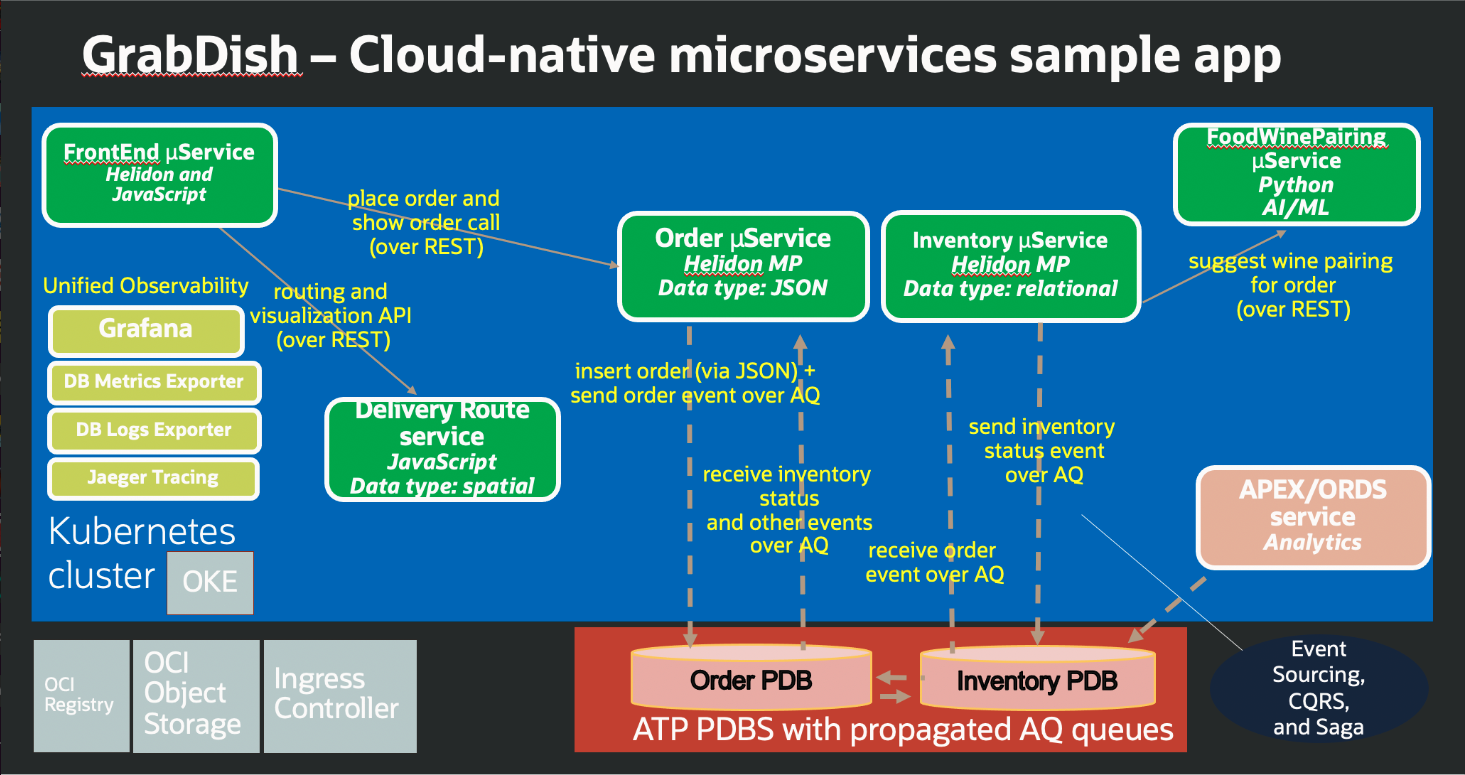 GrabDish – Cloud-native microservices sample app
FrontEnd µService
Helidon and
JavaScript
FoodWinePairing
µService
Python
AI/ML
place order and
show order call
(over REST)
Order µService
Helidon MP
Data type: JSON
Inventory µService
Helidon MP
Data type: relational
suggest wine pairing
for order
(over REST)
Unified Observability
Grafana
DB Metrics Exporter
DB Logs Exporter
Jaeger Tracing
routing and
visualization API
(over REST)
Delivery Route
service
JavaScript
Data type: spatial
insert order (via JSON) +
send order event over AQ
receive inventory
status
and other events
over AQ
receive order
event over AQ
send inventory
status event
over AQ
APEX/ORDS
service
Analytics
Kubernetes
cluster
OKE
OCI
Registry
OCI
Object
Storage
Ingress
Controller
Order PDB
Inventory PDB
ATP PDBS with propagated AQ queues
Event
Sourcing,
CQRS,
and Saga